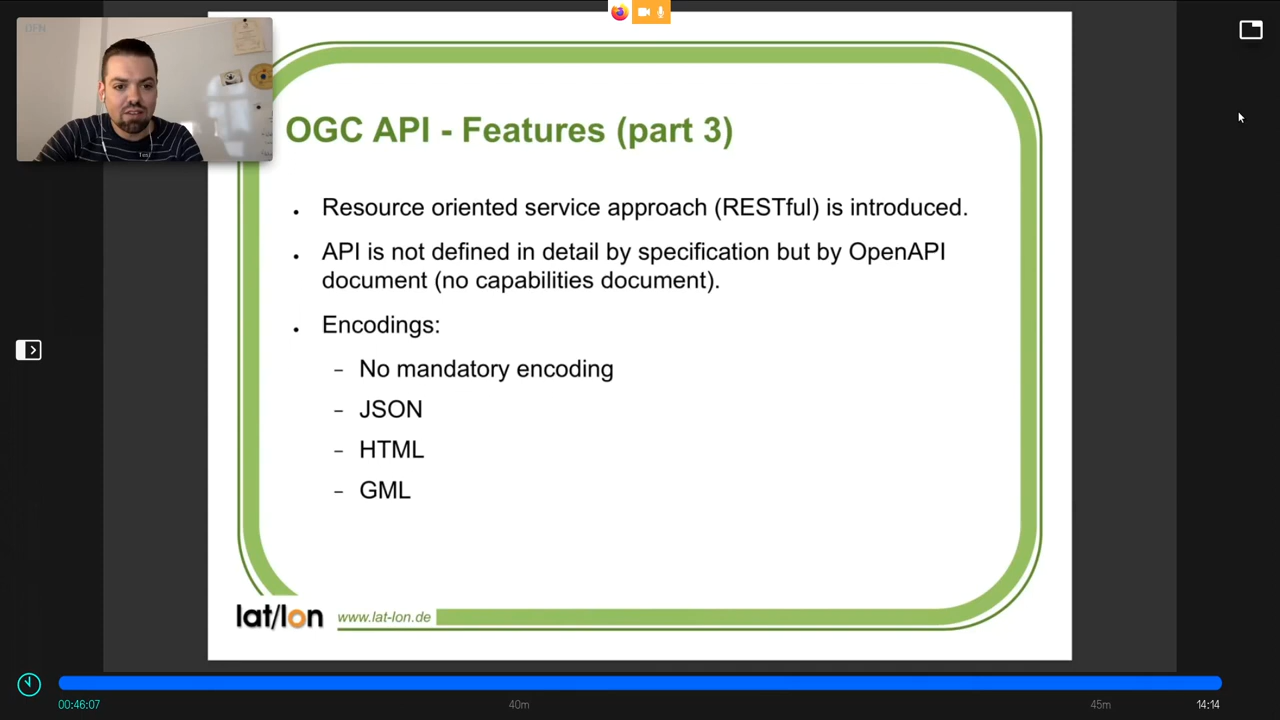 DFN
OGC API - Features (part 3)
Resource oriented service approach (RESTful) is introduced.
API is not defined in detail by specification but by OpenAPI
document (no capabilities document).
Encodings:
– No mandatory encoding
– JSON
– HTML
– GML
lat/lon
www.lat-lon.de
00:46:07
40m
45m
14:14